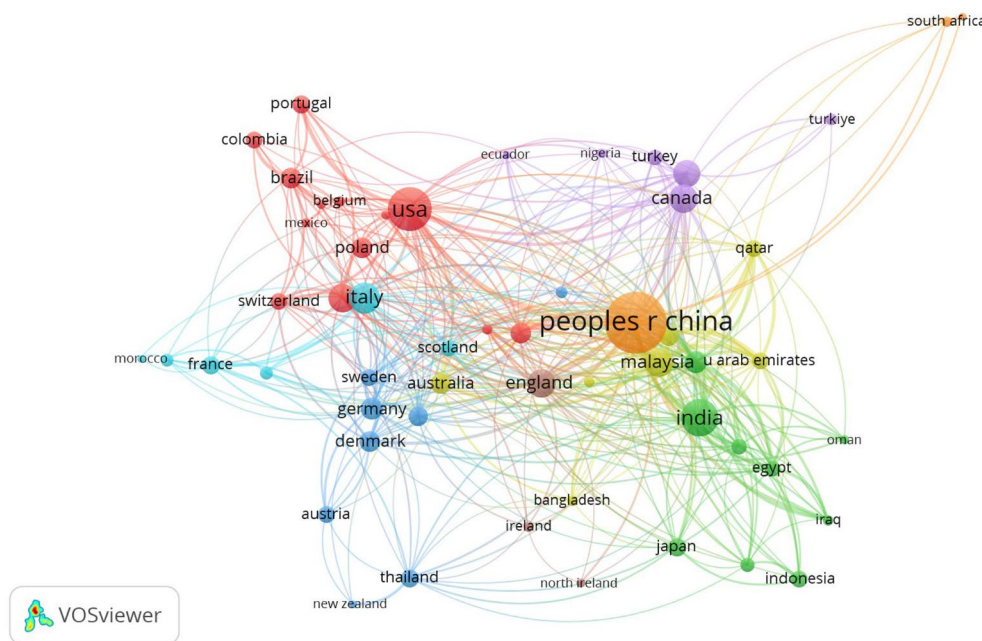 south africa
portugal
turkiye
colombia
ecuador
nigeria
turkey
brazil
canada
belgium
usa
mexico
poland
qatar
switzerland
italy
peoples r china
scotland
morocco
france
malaysia
u arab emirates
sweden
australia
england
germany
india
denmark
oman
egypt
bangladesh
austria
ireland
iraq
japan
thailand
north ireland
indonesia
new zealand
VOSviewer